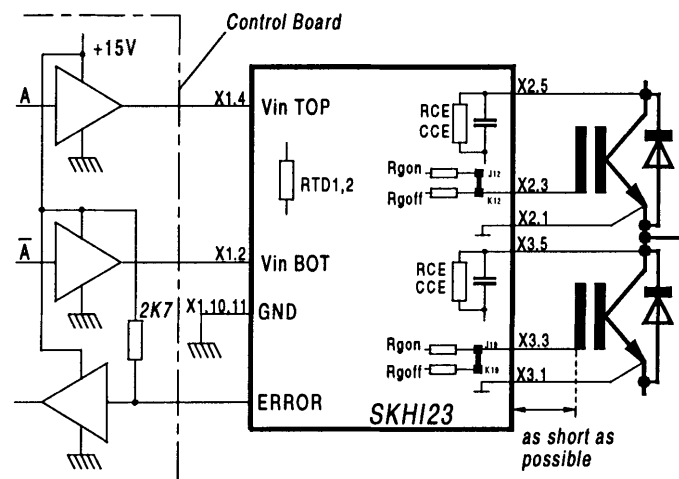 Control Board
+15V
A
X1.4
Vin TOP
RTD1,2
A̅
X1.2
Vin BOT
2K7
X1.10,11
GND
ERROR
SKHI23
RCE
CCE
Rgon
Rgoff
J12
K12
X2.5
X2.3
X2.1
X3.5
RCE
CCE
Rgon
Rgoff
J19
K19
X3.3
X3.1
as short as
possible